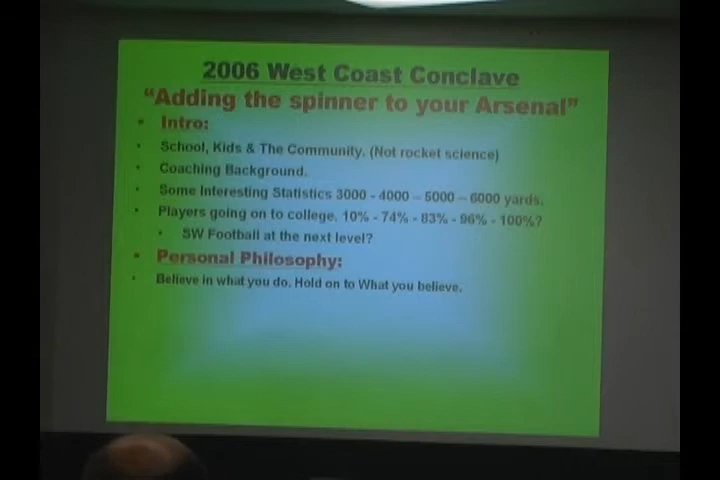 2006 West Coast Conclave
“Adding the spinner to your Arsenal”
• Intro:
• School, Kids & The Community. (Not rocket science)
• Coaching Background.
• Some Interesting Statistics 3000 - 4000 – 5000 – 6000 yards.
• Players going on to college. 10% - 74% - 83% - 96% - 100%?
• SW Football at the next level?
• Personal Philosophy:
• Believe in what you do. Hold on to What you believe.